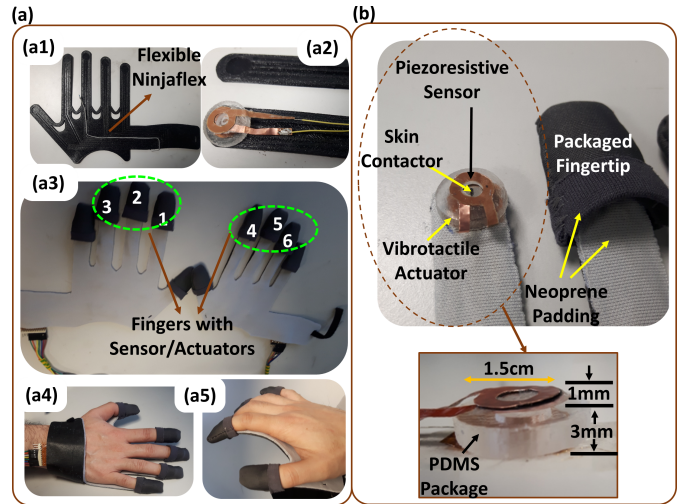 (a)
(a1)
Flexible
Ninjaflex
(a2)
(a3)
3
2
1
4
5
6
Fingers with
Sensor/Actuators
(a4)
(a5)
(b)
Piezoresistive
Sensor
Skin
Contactor
Packaged
Fingertip
Vibrotactile
Actuator
Neoprene
Padding
1.5cm
1mm
3mm
PDMS
Package